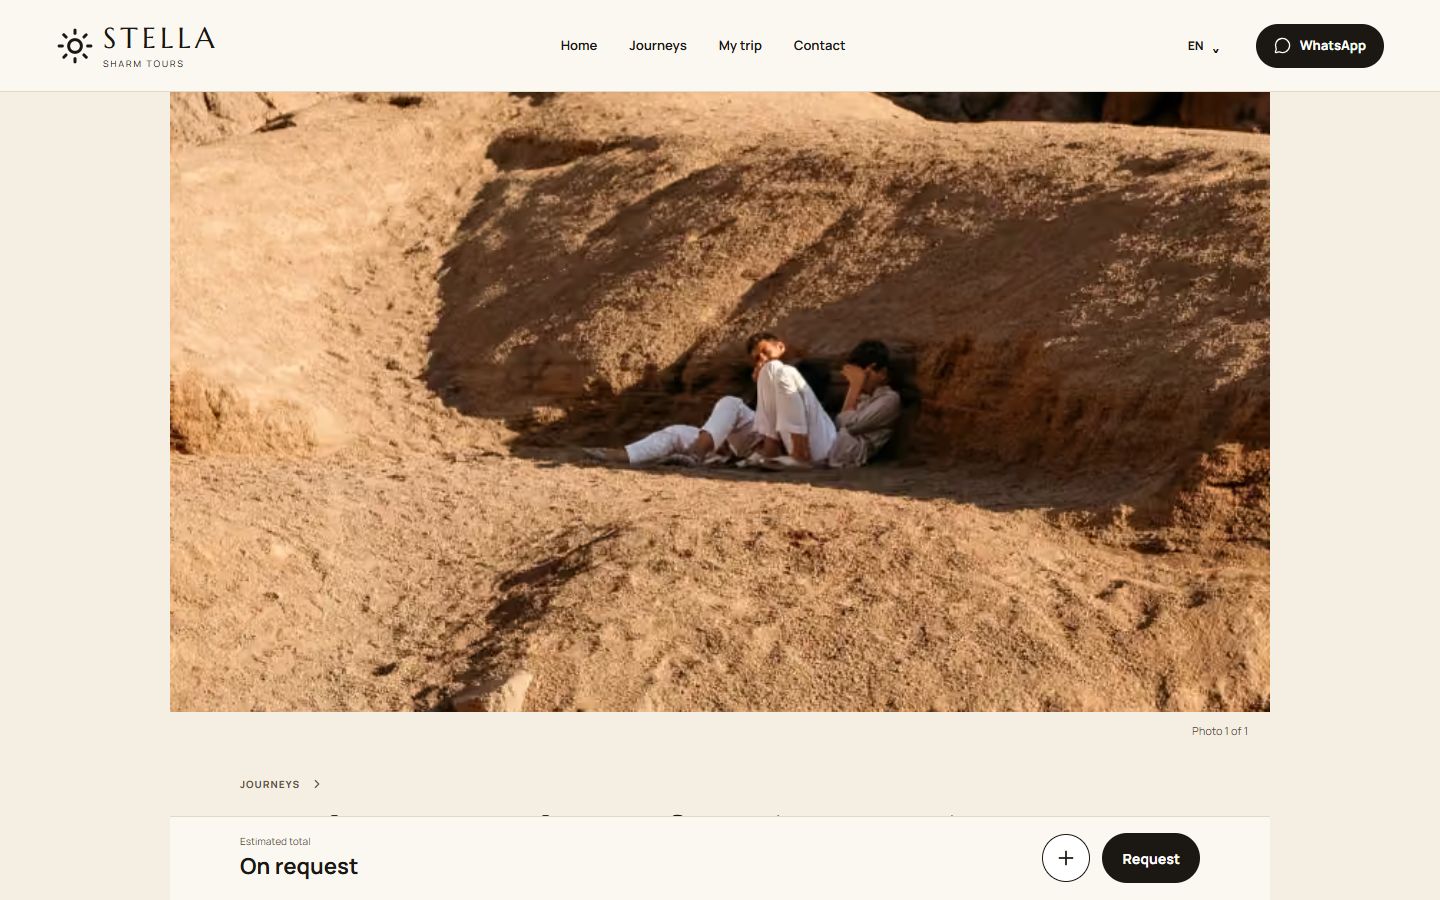 STELLA
SHARM TOURS
Home
Journeys
My trip
Contact
EN
WhatsApp
Photo 1 of 1
JOURNEYS
Estimated total
On request
Request